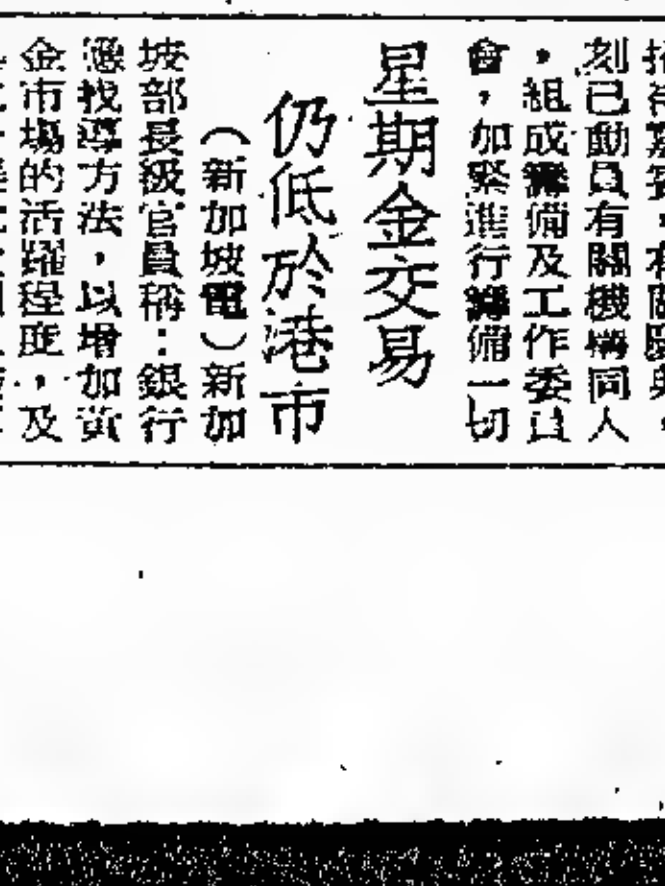 刻已動員有關機構同人
，組成籌備及工作委員
會，加緊進行籌備一切
星期金交易
仍低於港市
（新加坡電）新加
坡部長級官員稱：銀行
應找尋方法，以增加黃
金市場的活躍程度，及